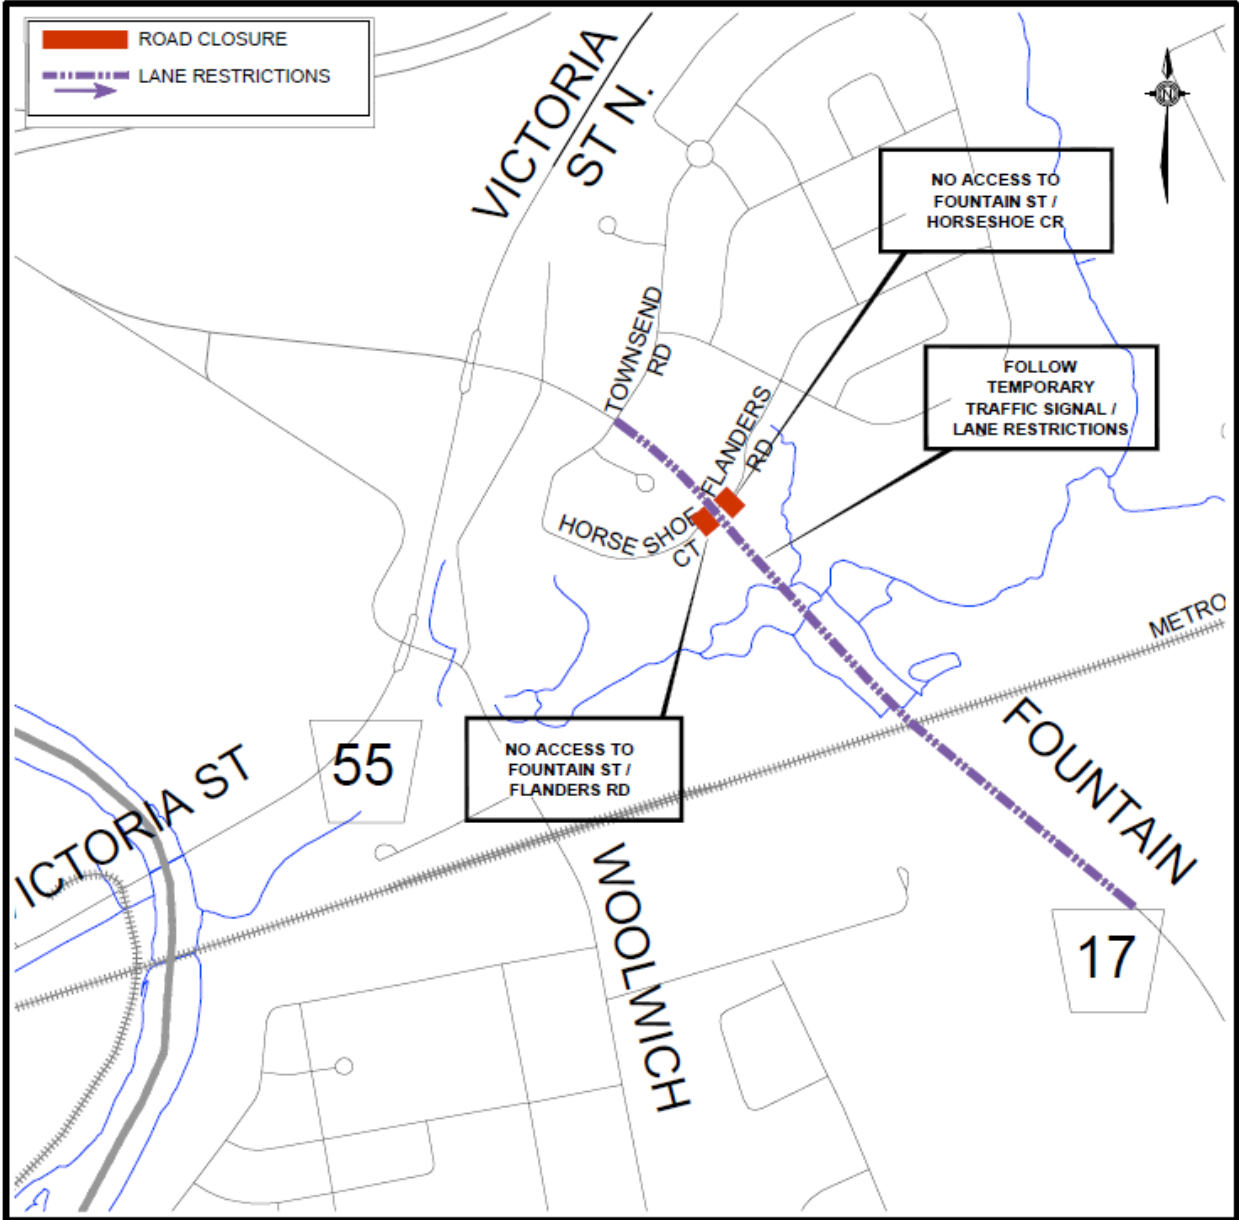 ROAD CLOSURE
LANE RESTRICTIONS
VICTORIA
ST N.
N
NO ACCESS TO
FOUNTAIN ST /
HORSESHOE CR
TOWNSEND
RD
FOLLOW
TEMPORARY
TRAFFIC SIGNAL /
LANE RESTRICTIONS
FLANDERS
RD
HORSE SHOE
CT
METRO
NO ACCESS TO
FOUNTAIN ST /
FLANDERS RD
55
ICTORIA ST
FOUNTAIN
WOOLWICH
17